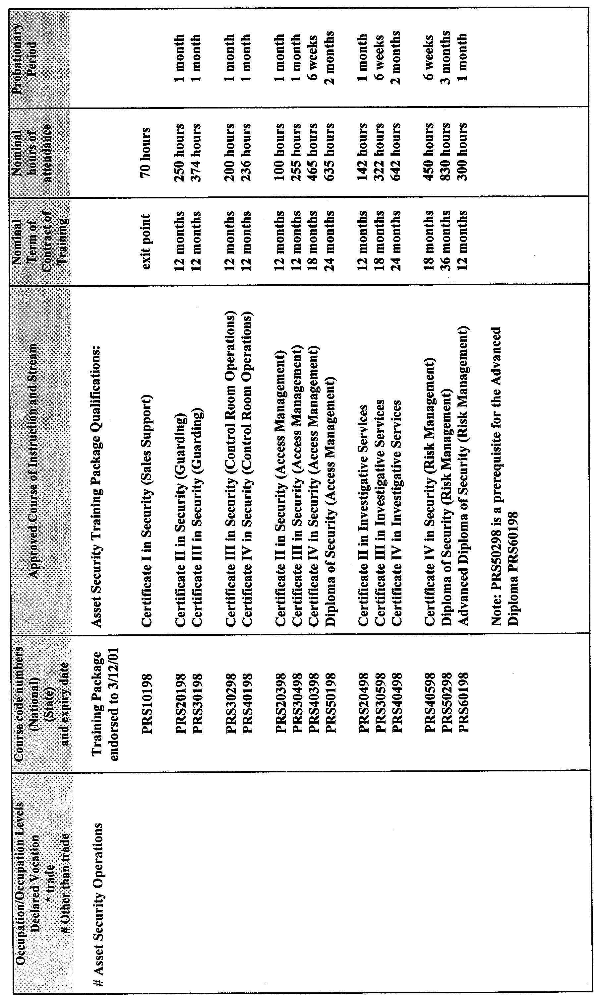 Occupation/Occupation Levels
Declared Vocation
* trade
# Other than trade
Course code numbers
(National)
(State)
and expiry date
Approved Course of Instruction and Stream
Nominal
Term of
Contract of
Training
Nominal
hours of
attendance
Probationary
Period
# Asset Security Operations
Training Package
endorsed to 3/12/01
Asset Security Training Package Qualifications:
PRS10198 Certificate I in Security (Sales Support) exit point 70 hours
PRS20198 Certificate II in Security (Guarding) 12 months 250 hours 1 month
PRS30198 Certificate III in Security (Guarding) 12 months 374 hours 1 month
PRS30298 Certificate III in Security (Control Room Operations) 12 months 200 hours 1 month
PRS40198 Certificate IV in Security (Control Room Operations) 12 months 236 hours 1 month
PRS20398 Certificate II in Security (Access Management) 12 months 100 hours 1 month
PRS30498 Certificate III in Security (Access Management) 12 months 255 hours 1 month
PRS40398 Certificate IV in Security (Access Management) 18 months 465 hours 6 weeks
PRS50198 Diploma of Security (Access Management) 24 months 635 hours 2 months
PRS20498 Certificate II in Investigative Services 12 months 142 hours 1 month
PRS30598 Certificate III in Investigative Services 18 months 322 hours 6 weeks
PRS40498 Certificate IV in Investigative Services 24 months 642 hours 2 months
PRS40598 Certificate IV in Security (Risk Management) 18 months 450 hours 6 weeks
PRS50298 Diploma of Security (Risk Management) 36 months 830 hours 3 months
PRS60198 Advanced Diploma of Security (Risk Management) 12 months 300 hours 1 month
Note: PRS50298 is a prerequisite for the Advanced
Diploma PRS60198